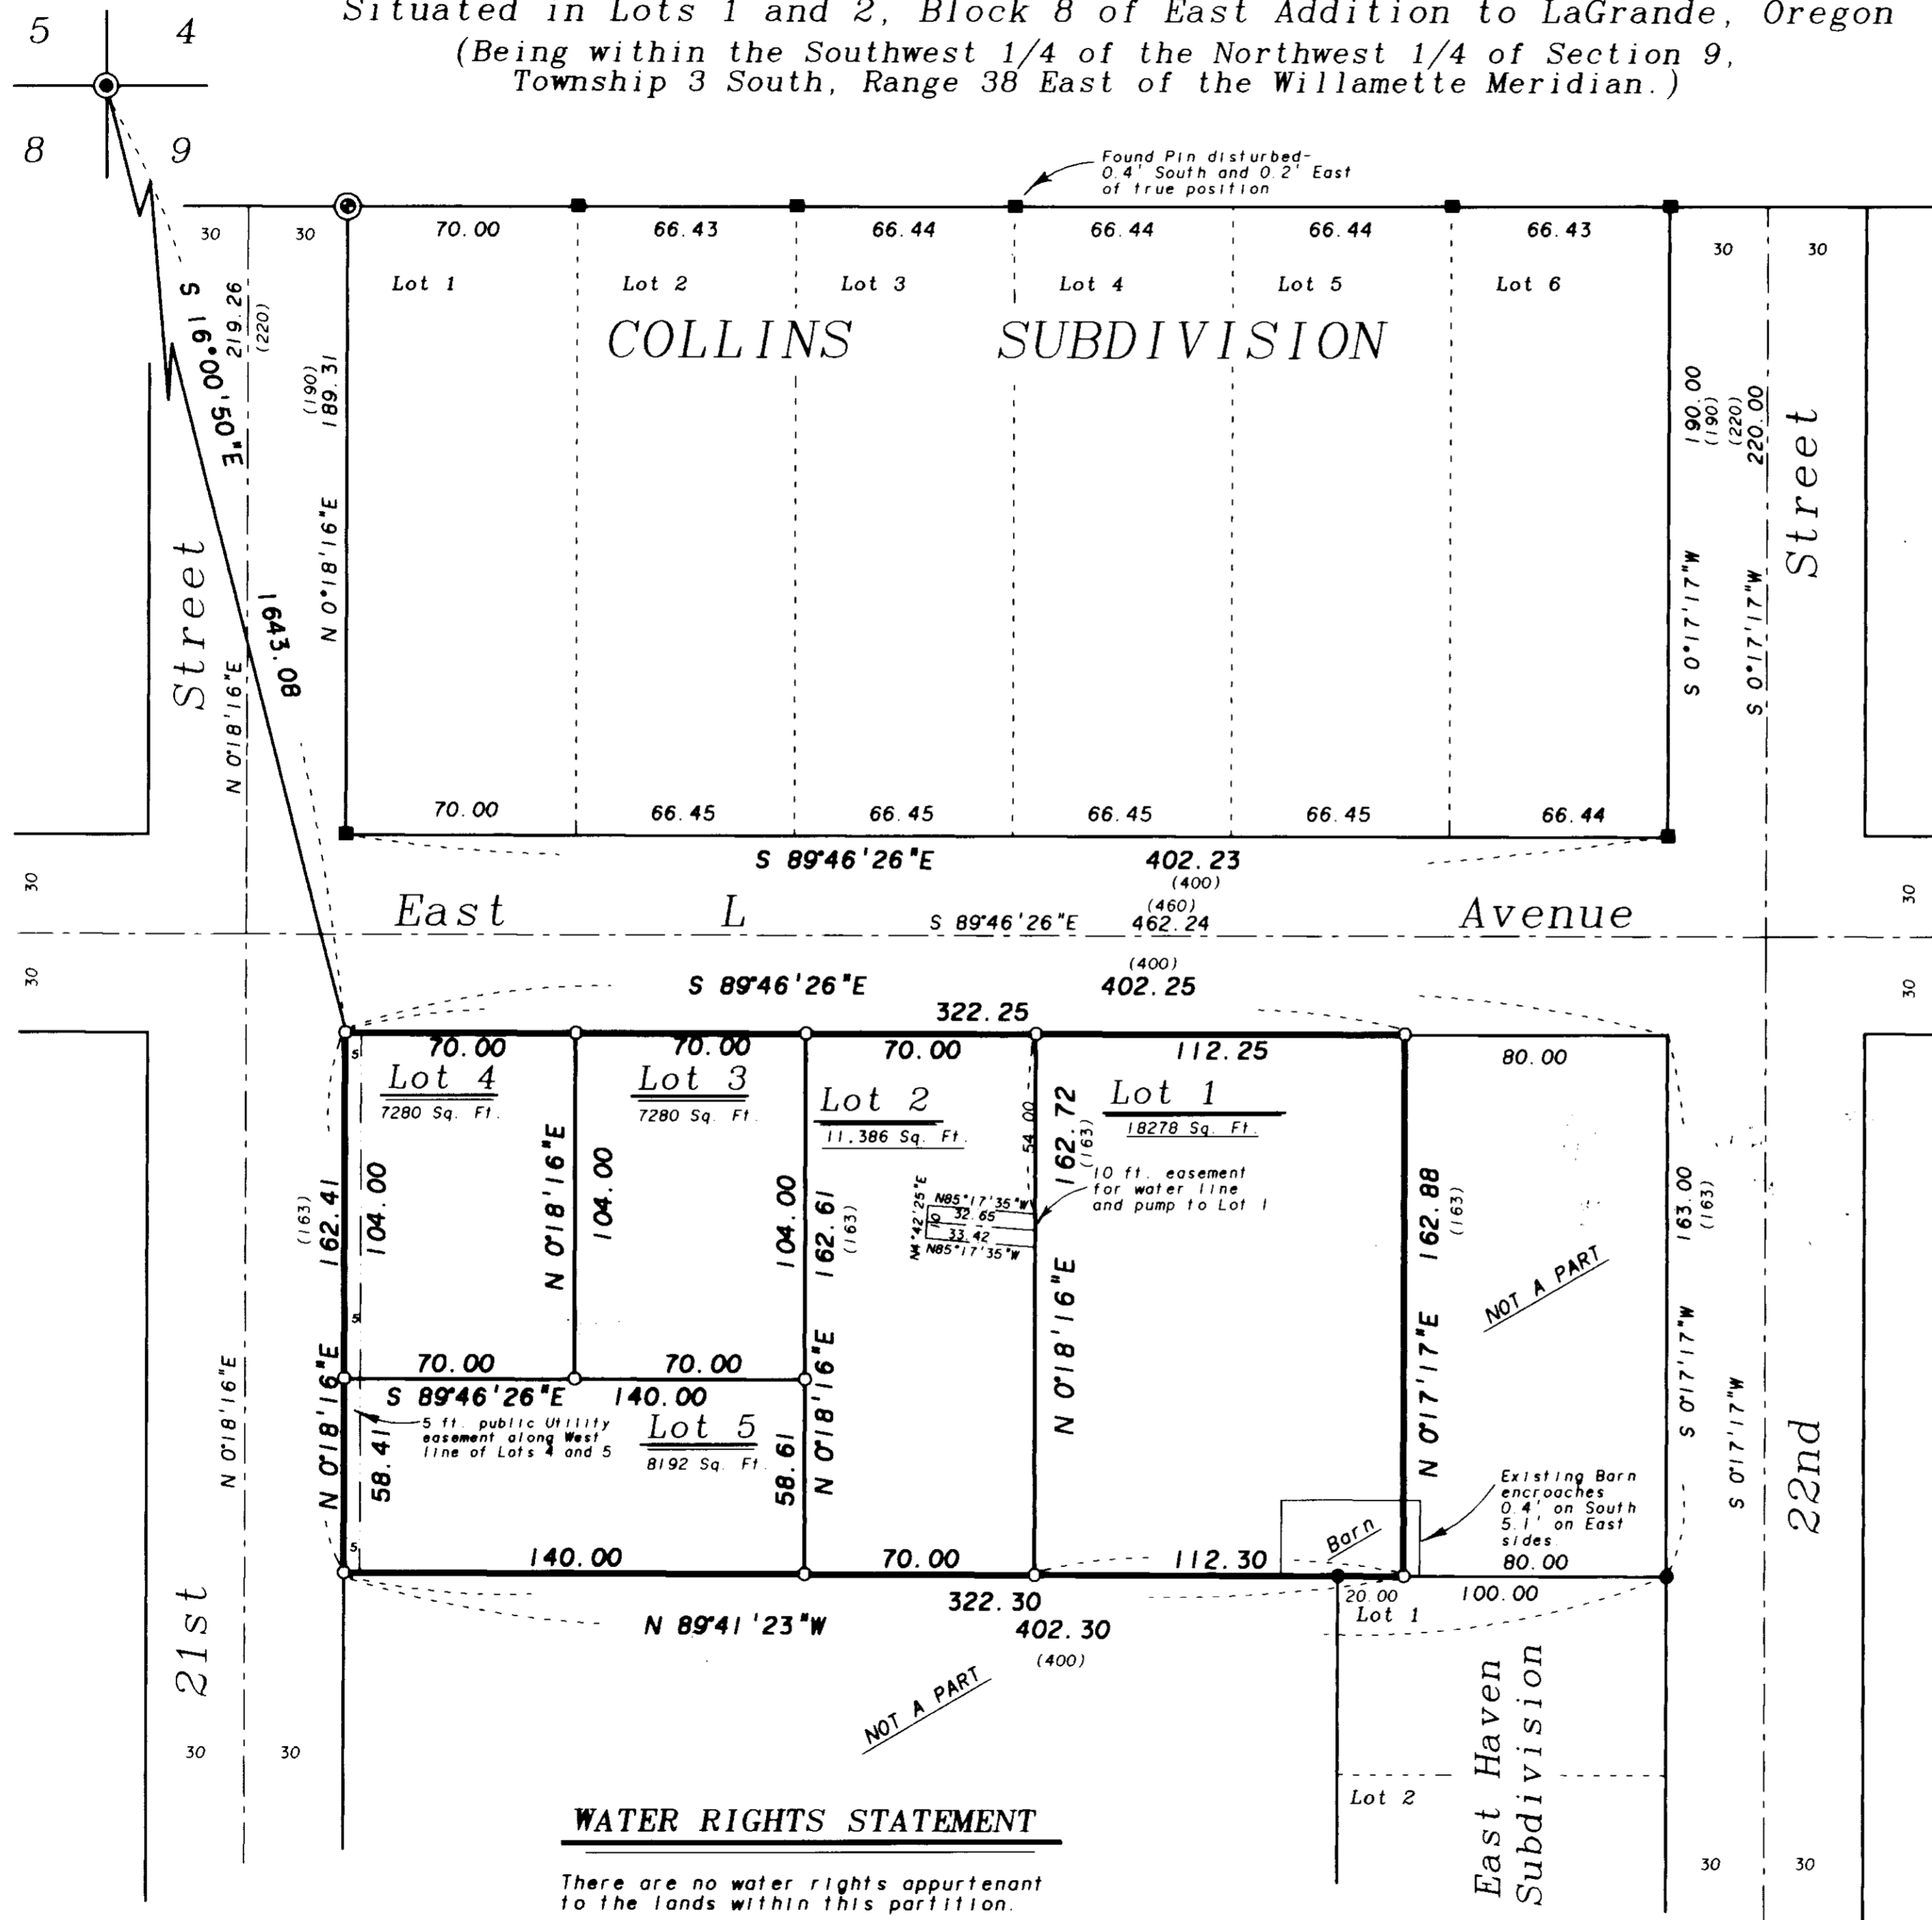 Situated in Lots 1 and 2, Block 8 of East Addition to LaGrande, Oregon
(Being within the Southwest 1/4 of the Northwest 1/4 of Section 9,
Township 3 South, Range 38 East of the Willamette Meridian.)
5 4
8 9
Found Pin disturbed-
0.4' South and 0.2' East
of true position
30 30
70.00 66.43 66.44 66.44 66.44 66.43
30 30
Lot 1 Lot 2 Lot 3 Lot 4 Lot 5 Lot 6
COLLINS SUBDIVISION
S 16°00'50"E
1643.08
219.26
(220)
(190)
189.31
N 0°18'16"E
N 0°18'16"E
Street
190.00
(190)
(220)
220.00
S 0°17'17"W
S 0°17'17"W
Street
70.00 66.45 66.45 66.45 66.45 66.44
S 89°46'26"E 402.23
(400)
30
30
East L Avenue
(460)
S 89°46'26"E 462.24
30
30
(400)
S 89°46'26"E 402.25
322.25
70.00 70.00 70.00 112.25 80.00
5
Lot 4
7280 Sq. Ft.
Lot 3
7280 Sq. Ft.
Lot 2
11,386 Sq. Ft.
Lot 1
18278 Sq. Ft.
(163)
162.41
104.00
N 0°18'16"E
104.00
104.00
162.61
(163)
54.00
162.72
(163)
10 ft. easement
for water line
and pump to Lot 1
N4°42'25"E
N85°17'35"W
32.65
10
33.42
N85°17'35"W
N 0°18'16"E
162.88
(163)
N 0°17'17"E
NOT A PART
163.00
(163)
S 0°17'17"W
S 0°17'17"W
5
70.00 70.00
S 89°46'26"E 140.00
N 0°18'16"E
N 0°18'16"E
N 0°18'16"E
5 ft. public Utility
easement along West
line of Lots 4 and 5
Lot 5
8192 Sq. Ft.
58.41
58.61
5
Existing Barn
encroaches
0.4' on South
5.1' on East
sides.
Barn
140.00 70.00 112.30 80.00
20.00 100.00
322.30
Lot 1
N 89°41'23"W 402.30
(400)
NOT A PART
21st
22nd
30 30
East Haven
Subdivision
Lot 2
30 30
WATER RIGHTS STATEMENT
There are no water rights appurtenant
to the lands within this partition.